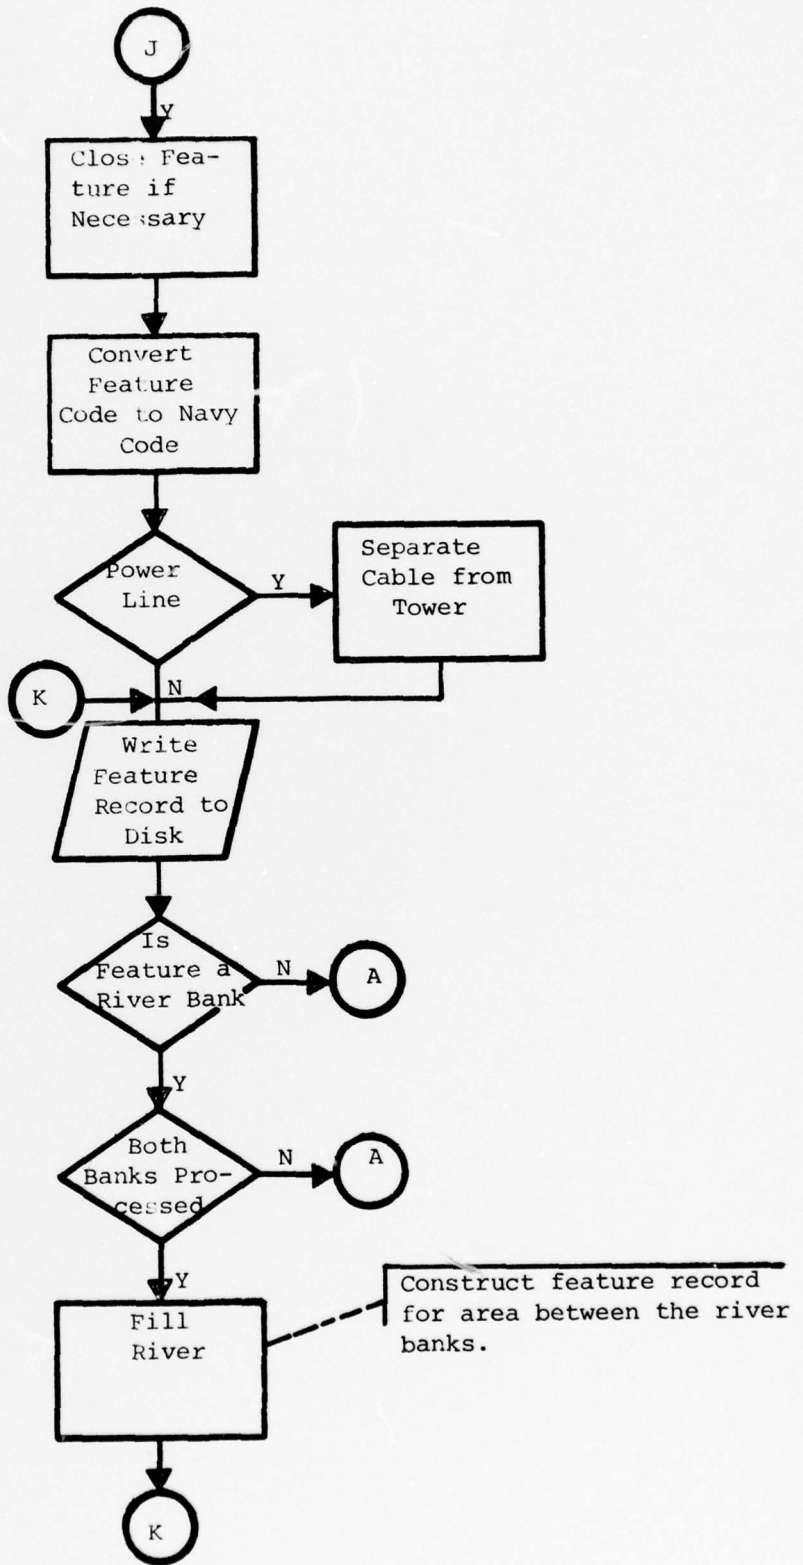 J
Y
Close Fea-
ture if
Necessary
Convert
Feature
Code to Navy
Code
Power
Line
Y
Separate
Cable from
Tower
K
N
Write
Feature
Record to
Disk
Is
Feature a
River Bank
N
A
Y
Both
Banks Pro-
cessed
N
A
Y
Fill
River
Construct feature record
for area between the river
banks.
K